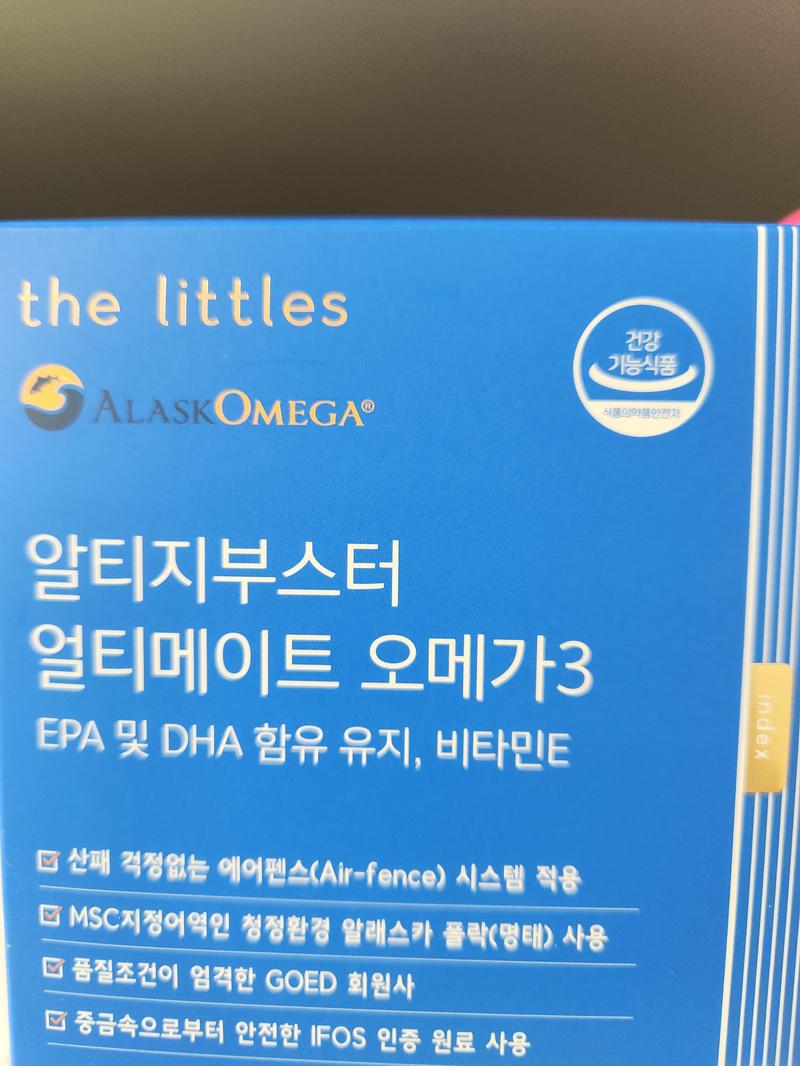 the littles
건강
기능식품
식품의약품안전처
ALASKOMEGA®
알티지부스터
얼티메이트 오메가3
EPA 및 DHA 함유 유지, 비타민E
index
산패 걱정없는 에어펜스(Air-fence) 시스템 적용
MSC지정어역인 청정환경 알래스카 폴락(명태) 사용
품질조건이 엄격한 GOED 회원사
중금속으로부터 안전한 IFOS 인증 원료 사용